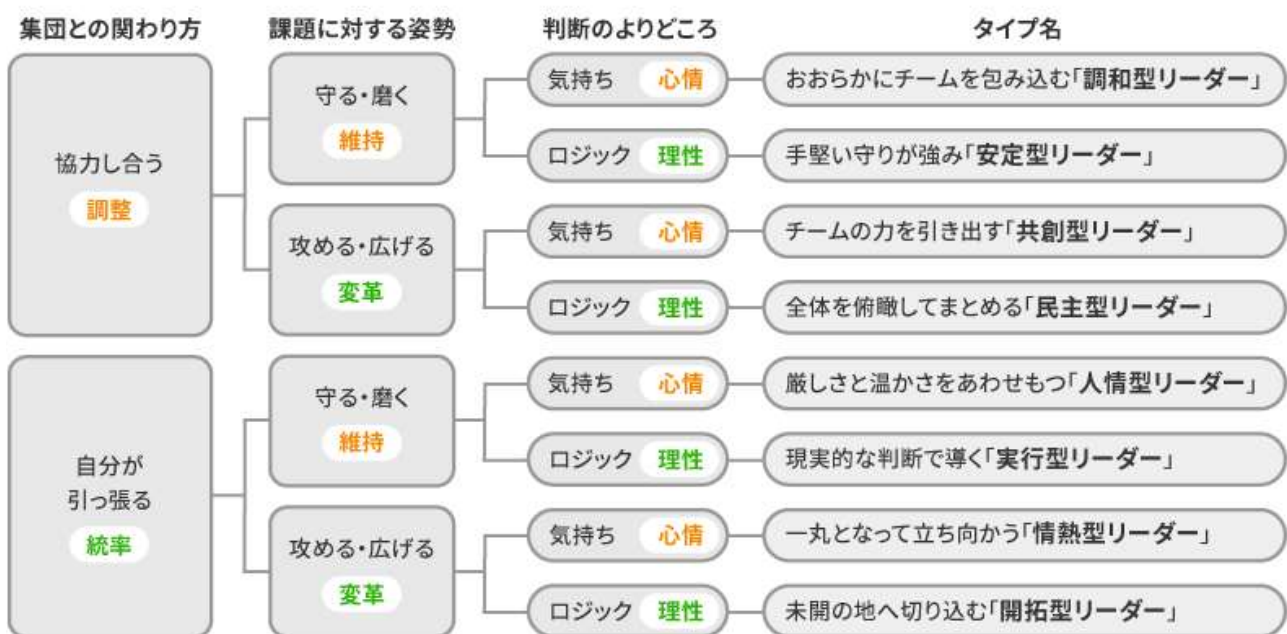 集団との関わり方
課題に対する姿勢
判断のよりどころ
タイプ名
協力し合う
調整
守る・磨く
維持
気持ち 心情
おおらかにチームを包み込む「調和型リーダー」
ロジック 理性
手堅い守りが強み「安定型リーダー」
攻める・広げる
変革
気持ち 心情
チームの力を引き出す「共創型リーダー」
ロジック 理性
全体を俯瞰してまとめる「民主型リーダー」
自分が
引っ張る
統率
守る・磨く
維持
気持ち 心情
厳しさと温かさをあわせもつ「人情型リーダー」
ロジック 理性
現実的な判断で導く「実行型リーダー」
攻める・広げる
変革
気持ち 心情
一丸となって立ち向かう「情熱型リーダー」
ロジック 理性
未開の地へ切り込む「開拓型リーダー」